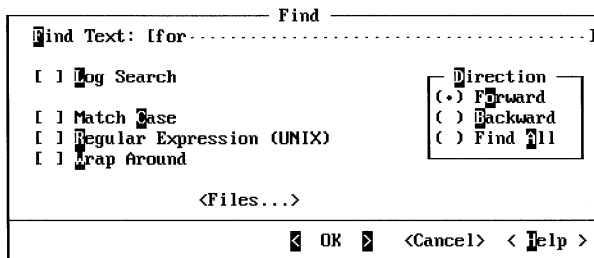 Find
Find Text: [for·······································]
[ ] Log Search
Direction
(•) Forward
[ ] Match Case
( ) Backward
[ ] Regular Expression (UNIX)
( ) Find All
[ ] Wrap Around
<Files...>
< OK > <Cancel> < Help >